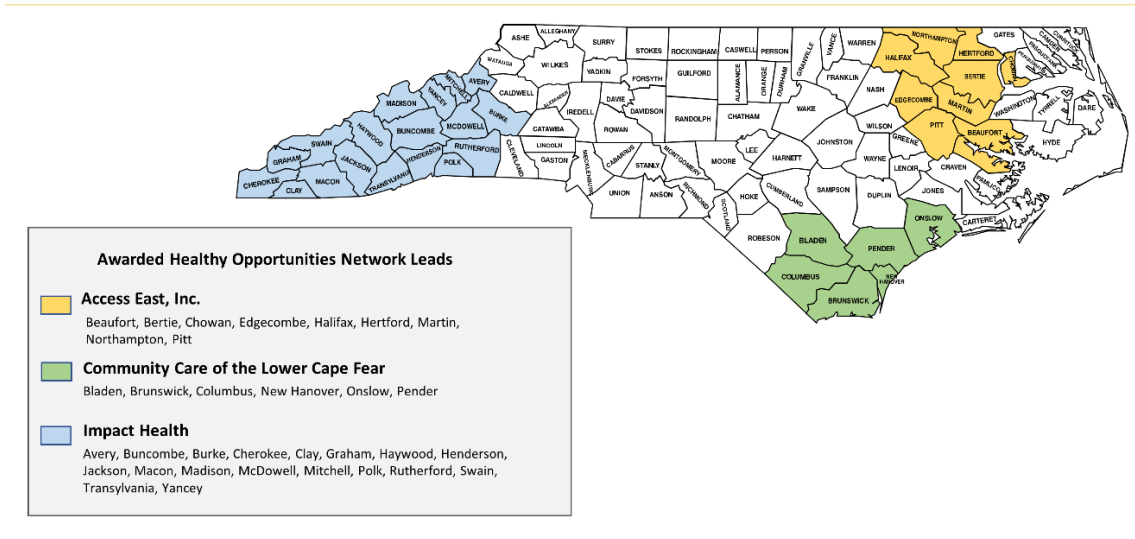 ASHE
ALLEGHANY
SURRY
STOKES
ROCKINGHAM
CASWELL
PERSON
GRANVILLE
VANCE
WARREN
NORTHAMPTON
GATES
CAMDEN
CURRITUCK
PASQUOTANK
HERTFORD
HALIFAX
WATAUGA
WILKES
YADKIN
FORSYTH
GUILFORD
ALAMANCE
ORANGE
DURHAM
FRANKLIN
NASH
BERTIE
AVERY
MITCHELL
YANCEY
CALDWELL
ALEXANDER
IREDELL
DAVIE
DAVIDSON
RANDOLPH
CHATHAM
WAKE
EDGECOMBE
MARTIN
WASHINGTON
TYRRELL
DARE
MADISON
BURKE
MCDOWELL
BUNCOMBE
HAYWOOD
SWAIN
CATAWBA
ROWAN
LINCOLN
GASTON
CLEVELAND
RUTHERFORD
POLK
HENDERSON
TRANSYLVANIA
JACKSON
GRAHAM
CHEROKEE
CLAY
MACON
MECKLENBURG
CABARRUS
STANLY
MONTGOMERY
MOORE
LEE
HARNETT
JOHNSTON
WILSON
PITT
BEAUFORT
HYDE
GREENE
WAYNE
LENOIR
CRAVEN
PAMLICO
JONES
CARTERET
UNION
ANSON
RICHMOND
SCOTLAND
HOKE
CUMBERLAND
SAMPSON
DUPLIN
ONSLOW
ROBESON
BLADEN
PENDER
COLUMBUS
BRUNSWICK
NEW
HANOVER
Awarded Healthy Opportunities Network Leads
Access East, Inc.
Beaufort, Bertie, Chowan, Edgecombe, Halifax, Hertford, Martin,
Northampton, Pitt
Community Care of the Lower Cape Fear
Bladen, Brunswick, Columbus, New Hanover, Onslow, Pender
Impact Health
Avery, Buncombe, Burke, Cherokee, Clay, Graham, Haywood, Henderson,
Jackson, Macon, Madison, McDowell, Mitchell, Polk, Rutherford, Swain,
Transylvania, Yancey